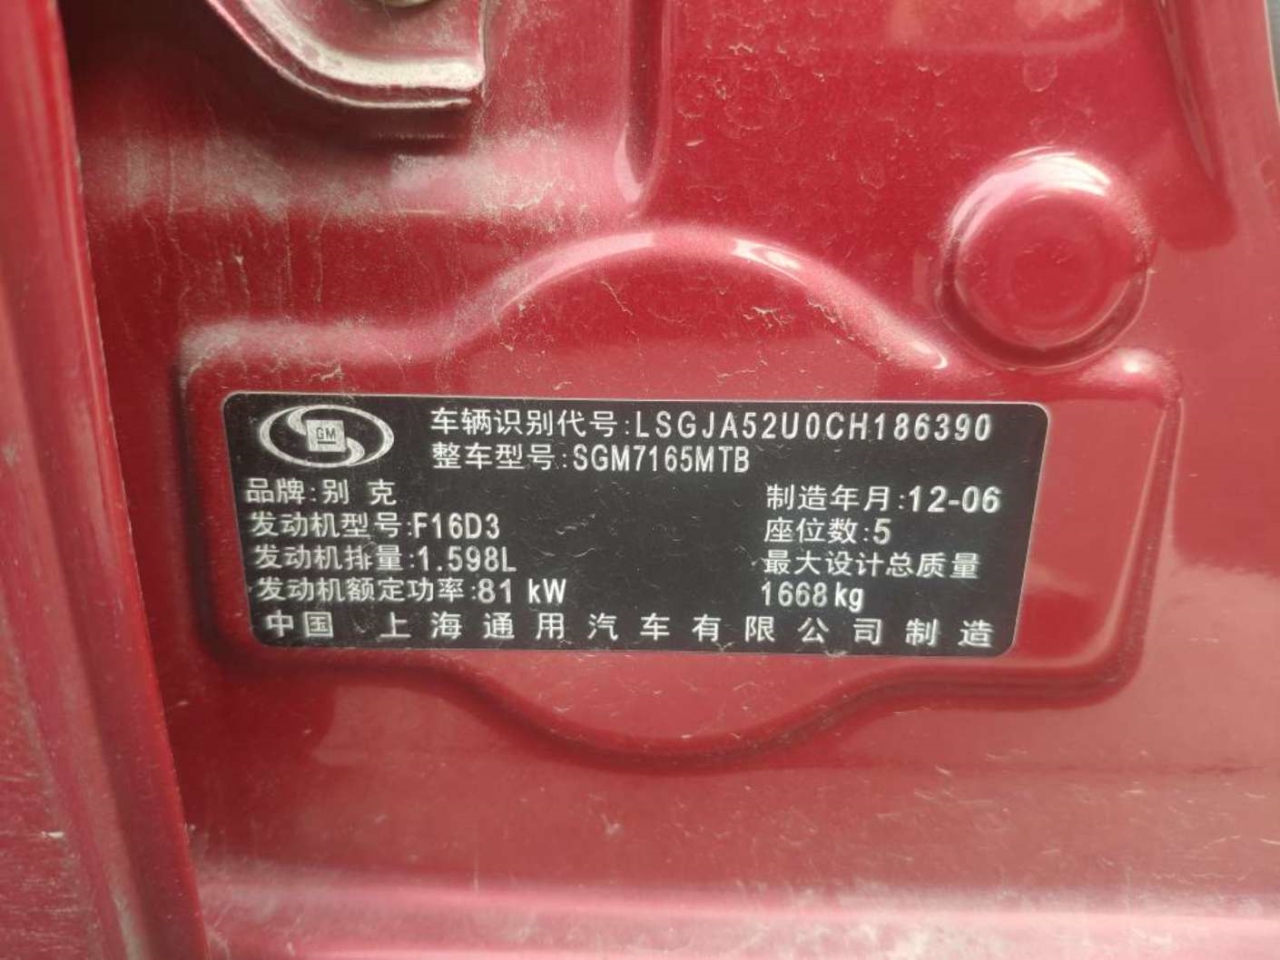 GM
车辆识别代号:LSGJA52U0CH186390
整车型号:SGM7165MTB
品牌:别克
制造年月:12-06
发动机型号:F16D3
座位数:5
发动机排量:1.598L
最大设计总质量
发动机额定功率:81 kW
1668kg
中国 上海通用汽车有限公司制造